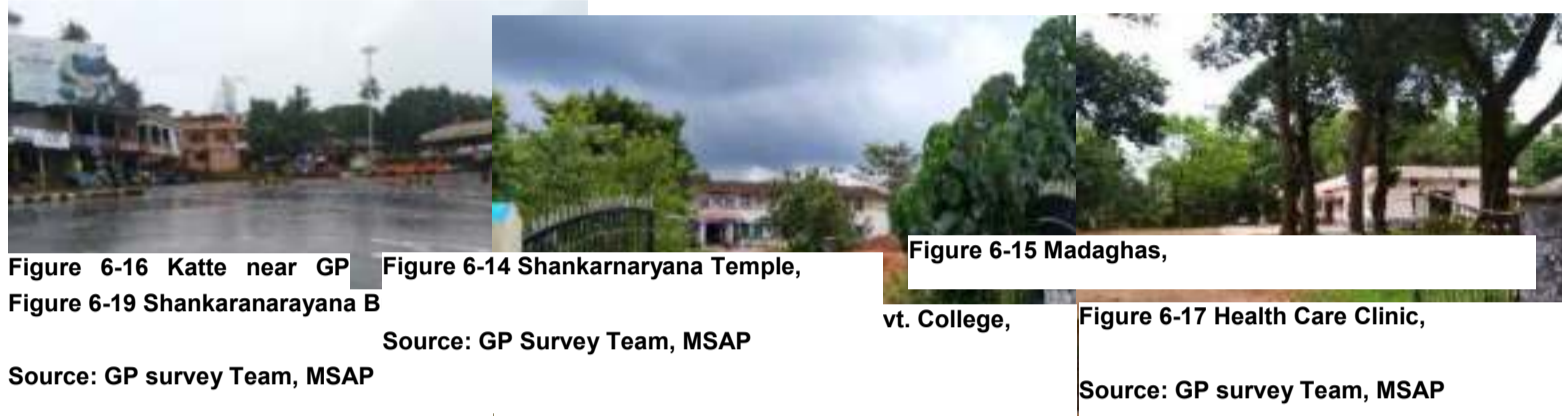 Figure 6-16 Katte near GP
Figure 6-19 Shankaranarayana B
Source: GP survey Team, MSAP
Figure 6-14 Shankarnaryana Temple,
Source: GP Survey Team, MSAP
vt. College,
Figure 6-15 Madaghas,
Figure 6-17 Health Care Clinic,
Source: GP survey Team, MSAP